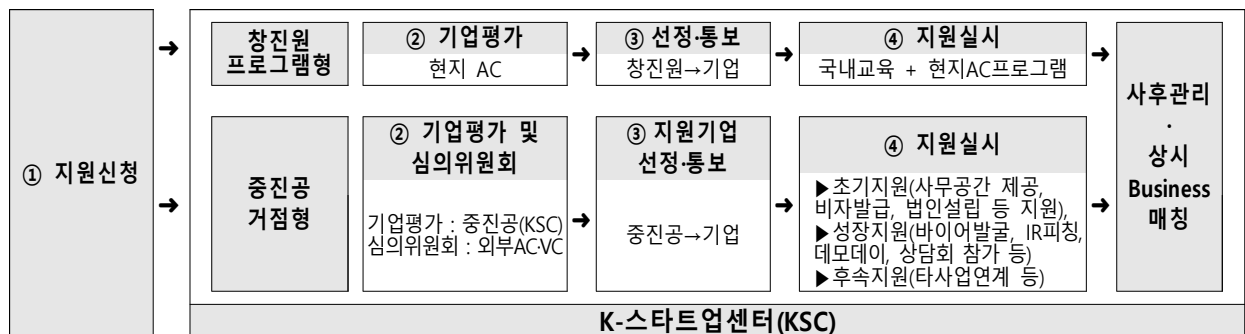 ① 지원신청
창진원
프로그램형
② 기업평가
현지 AC
③ 선정·통보
창진원→기업
④ 지원실시
국내교육 + 현지AC프로그램
중진공
거점형
② 기업평가 및
심의위원회
기업평가 : 중진공(KSC)
심의위원회 : 외부AC·VC
③ 지원기업
선정·통보
중진공→기업
④ 지원실시
▶초기지원(사무공간 제공,
비자발급, 법인설립 등 지원),
▶성장지원(바이어발굴, IR피칭,
데모데이, 상담회 참가 등)
▶후속지원(타사업연계 등)
사후관리
·
상시
Business
매칭
K-스타트업센터(KSC)